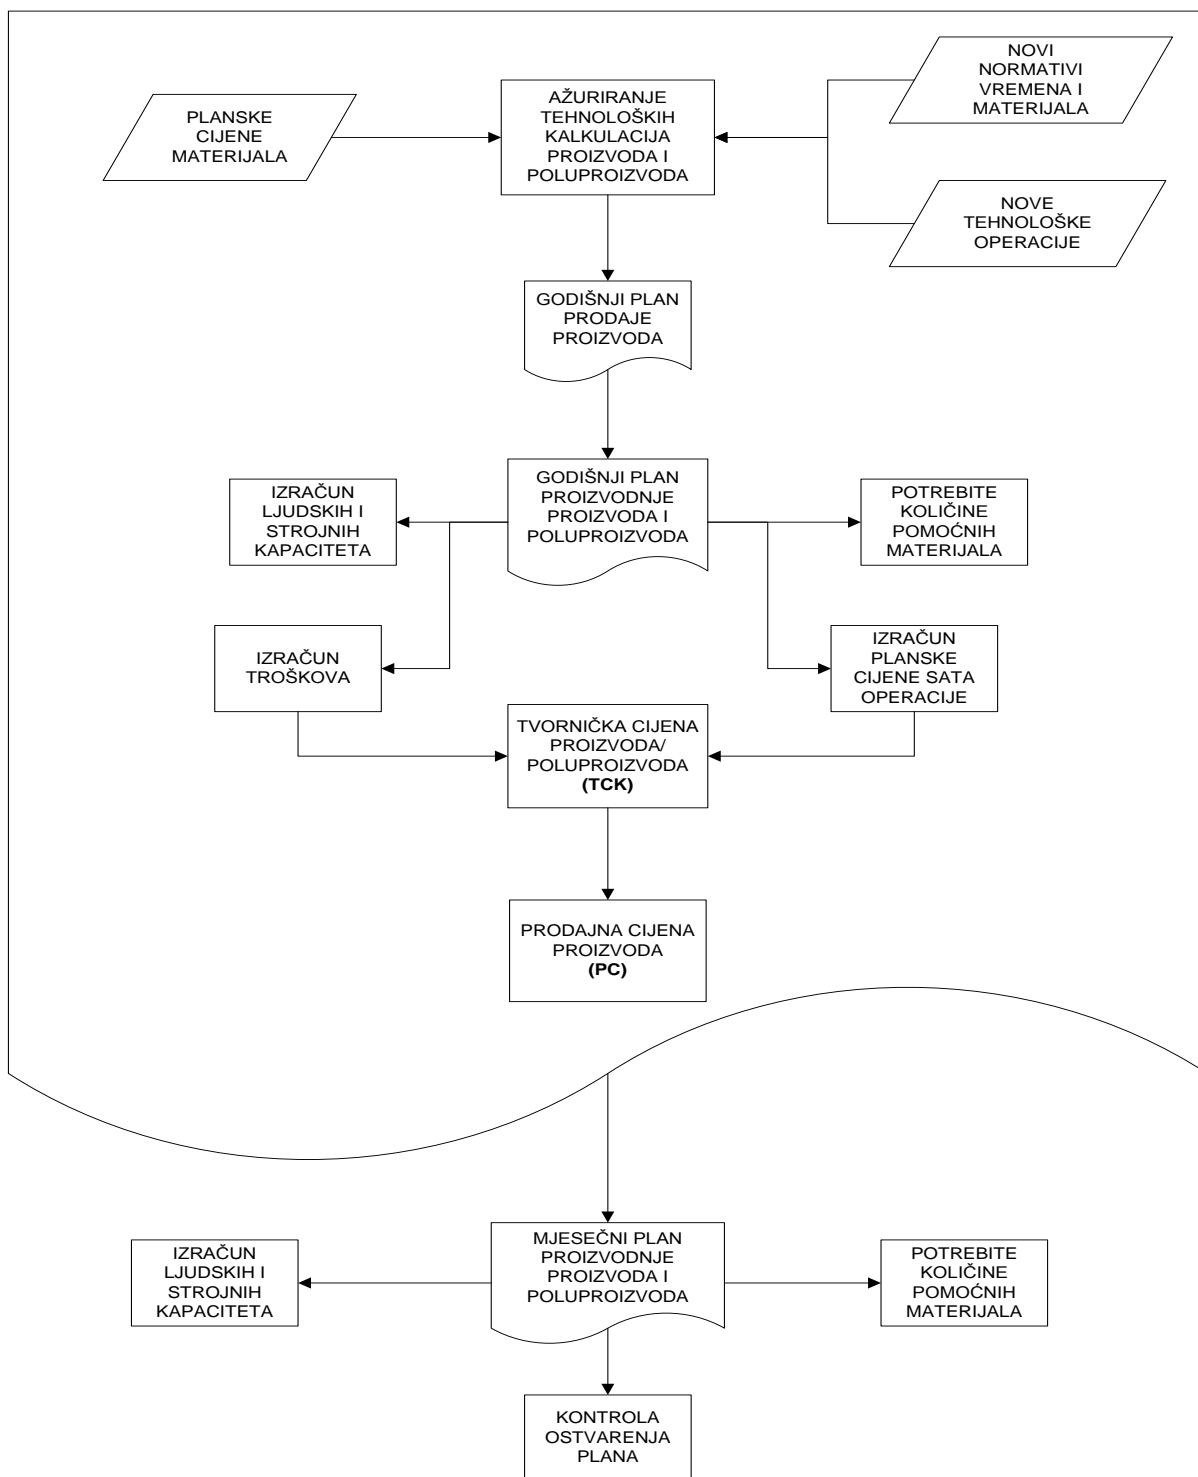 NOVI
NORMATIVI
VREMENA I
MATERIJALA
PLANSKE
CIJENE
MATERIJALA
AŽURIRANJE
TEHNOLOŠKIH
KALKULACIJA
PROIZVODA I
POLUPROIZVODA
NOVE
TEHNOLOŠKE
OPERACIJE
GODIŠNJI PLAN
PRODAJE
PROIZVODA
IZRAČUN
LJUDSKIH I
STROJNIH
KAPACITETA
GODIŠNJI PLAN
PROIZVODNJE
PROIZVODA I
POLUPROIZVODA
POTREBITE
KOLIČINE
POMOĆNIH
MATERIJALA
IZRAČUN
TROŠKOVA
IZRAČUN
PLANSKE
CIJENE SATA
OPERACIJE
TVORNIČKA CIJENA
PROIZVODA/
POLUPROIZVODA
(TCK)
PRODAJNA CIJENA
PROIZVODA
(PC)
IZRAČUN
LJUDSKIH I
STROJNIH
KAPACITETA
MJESEČNI PLAN
PROIZVODNJE
PROIZVODA I
POLUPROIZVODA
POTREBITE
KOLIČINE
POMOĆNIH
MATERIJALA
KONTROLA
OSTVARENJA
PLANA